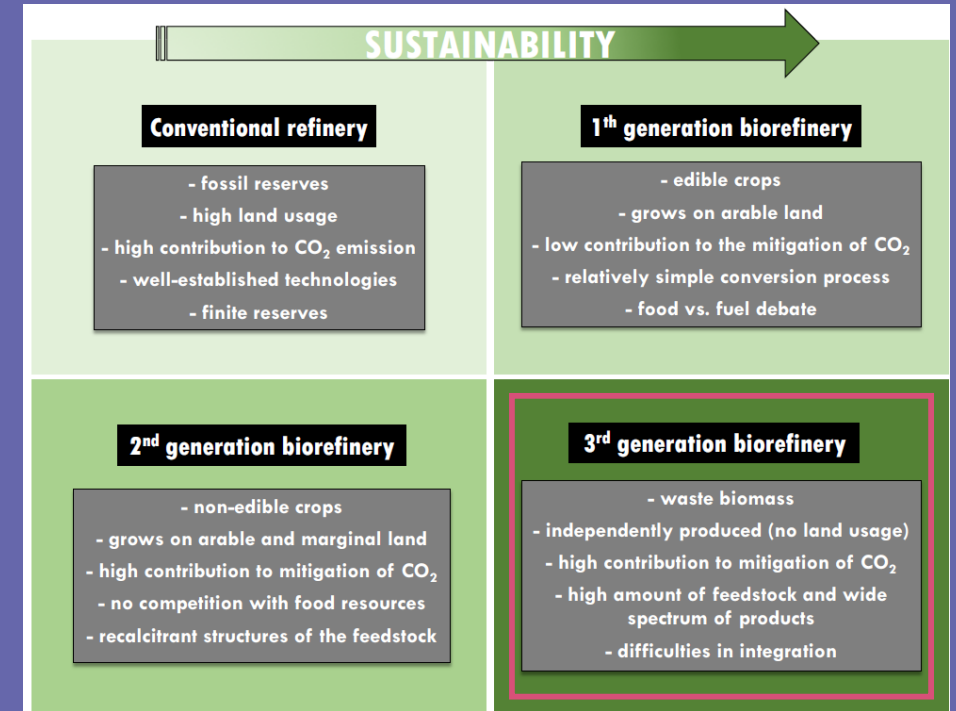 SUSTAINABILITY
Conventional refinery
- fossil reserves
- high land usage
- high contribution to CO₂ emission
- well-established technologies
- finite reserves
1th generation biorefinery
- edible crops
- grows on arable land
- low contribution to the mitigation of CO₂
- relatively simple conversion process
- food vs. fuel debate
2nd generation biorefinery
- non-edible crops
- grows on arable and marginal land
- high contribution to mitigation of CO₂
- no competition with food resources
- recalcitrant structures of the feedstock
3rd generation biorefinery
- waste biomass
- independently produced (no land usage)
- high contribution to mitigation of CO₂
- high amount of feedstock and wide
spectrum of products
- difficulties in integration